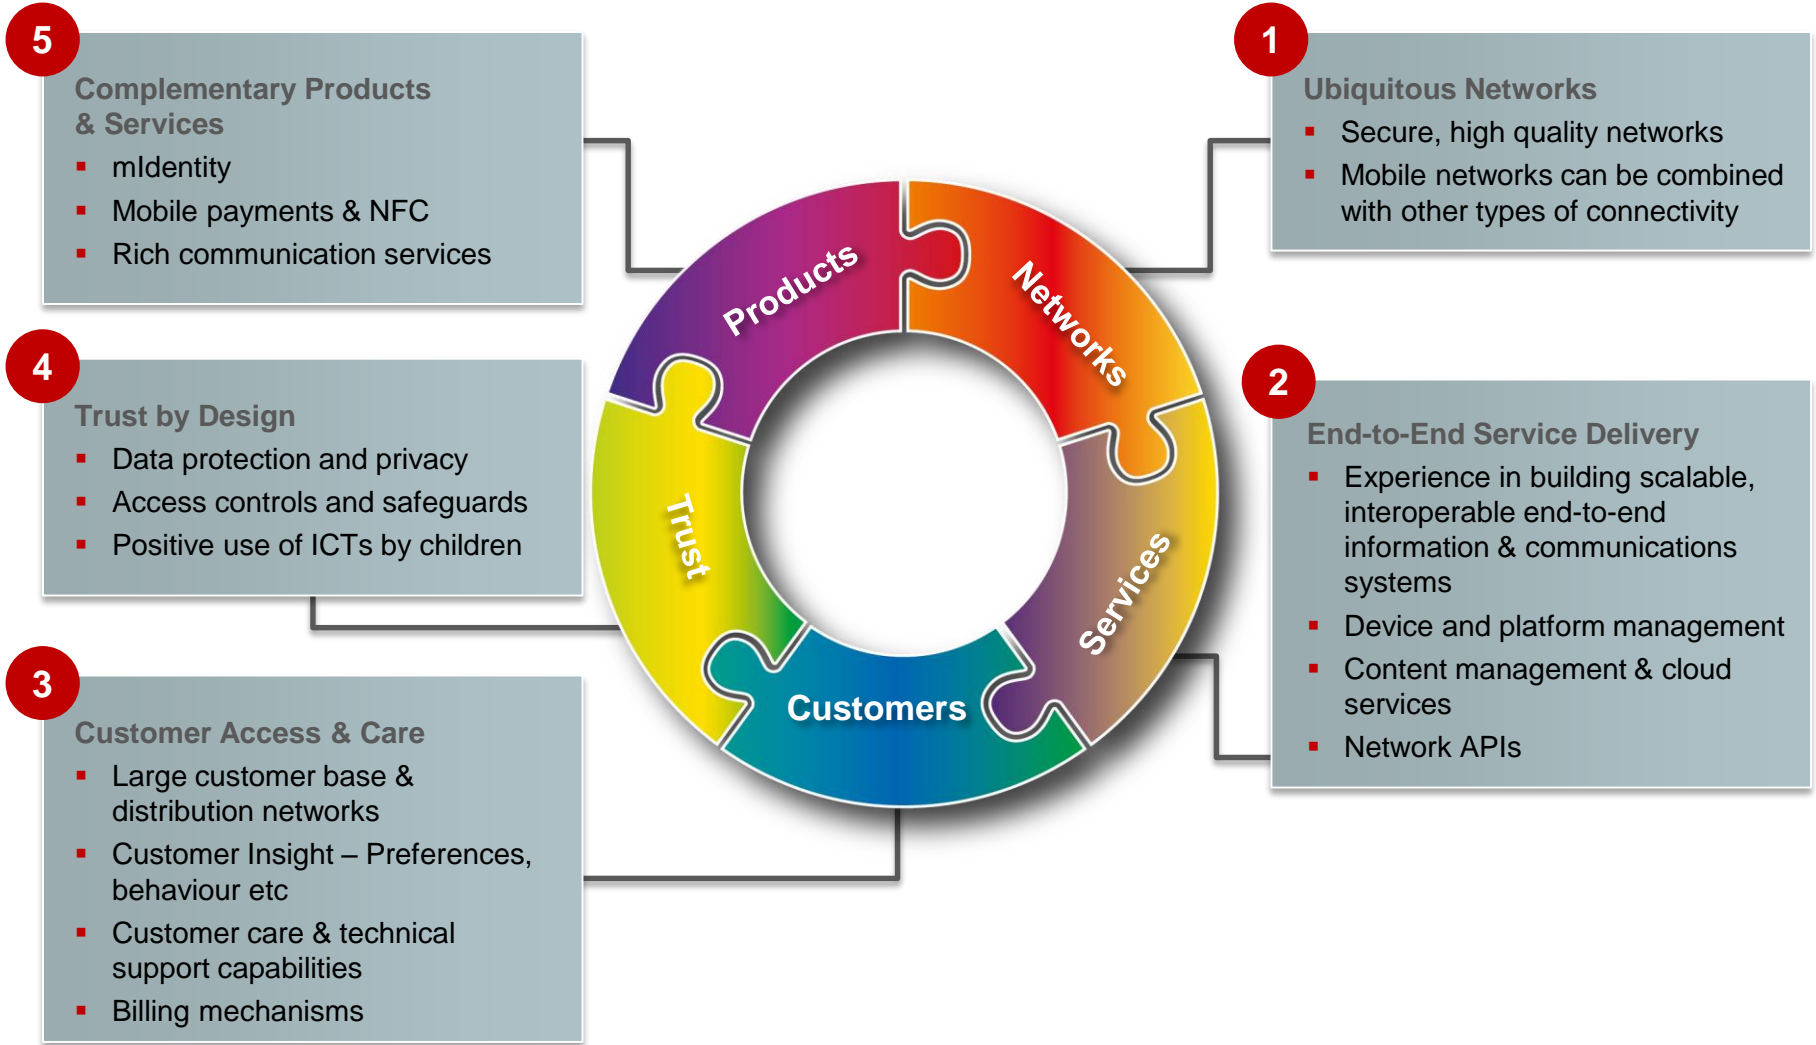 5
Complementary Products
& Services
▪ mIdentity
▪ Mobile payments & NFC
▪ Rich communication services
4
Trust by Design
▪ Data protection and privacy
▪ Access controls and safeguards
▪ Positive use of ICTs by children
3
Customer Access & Care
▪ Large customer base &
distribution networks
▪ Customer Insight – Preferences,
behaviour etc
▪ Customer care & technical
support capabilities
▪ Billing mechanisms
Products
Networks
Trust
Services
Customers
1
Ubiquitous Networks
▪ Secure, high quality networks
▪ Mobile networks can be combined
with other types of connectivity
2
End-to-End Service Delivery
▪ Experience in building scalable,
interoperable end-to-end
information & communications
systems
▪ Device and platform management
▪ Content management & cloud
services
▪ Network APIs